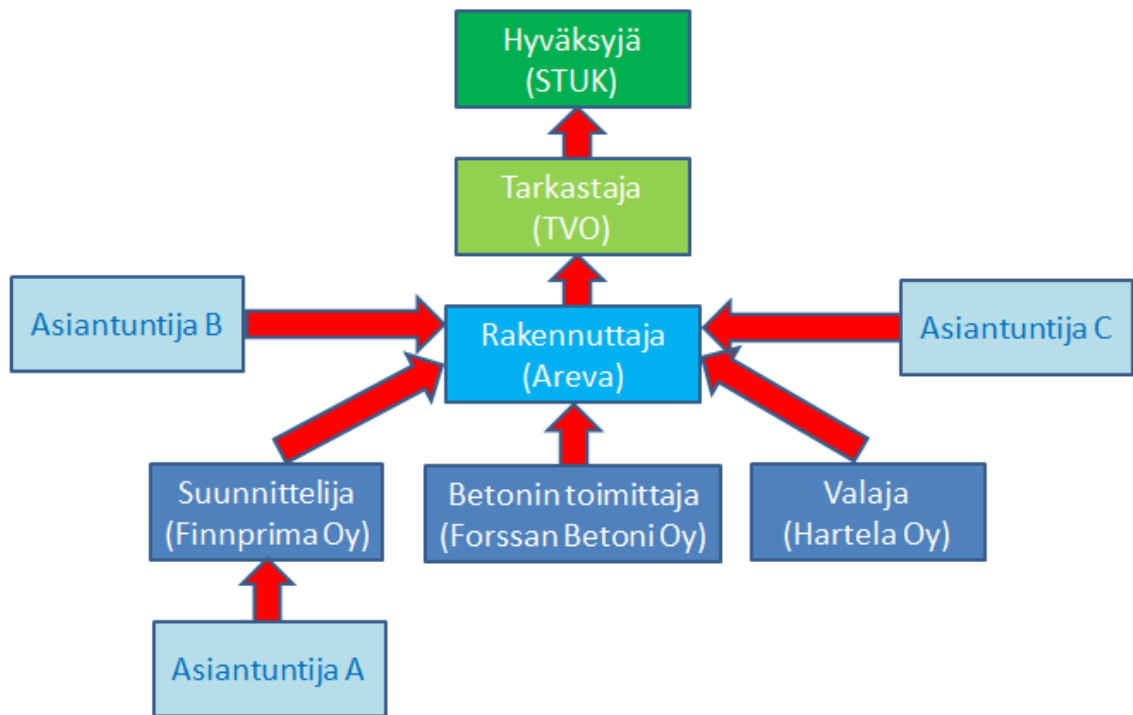 Hyväksyjä
(STUK)
Tarkastaja
(TVO)
Asiantuntija B
Rakennuttaja
(Areva)
Asiantuntija C
Suunnittelija
(Finnprima Oy)
Betonin toimittaja
(Forssan Betoni Oy)
Valaja
(Hartela Oy)
Asiantuntija A